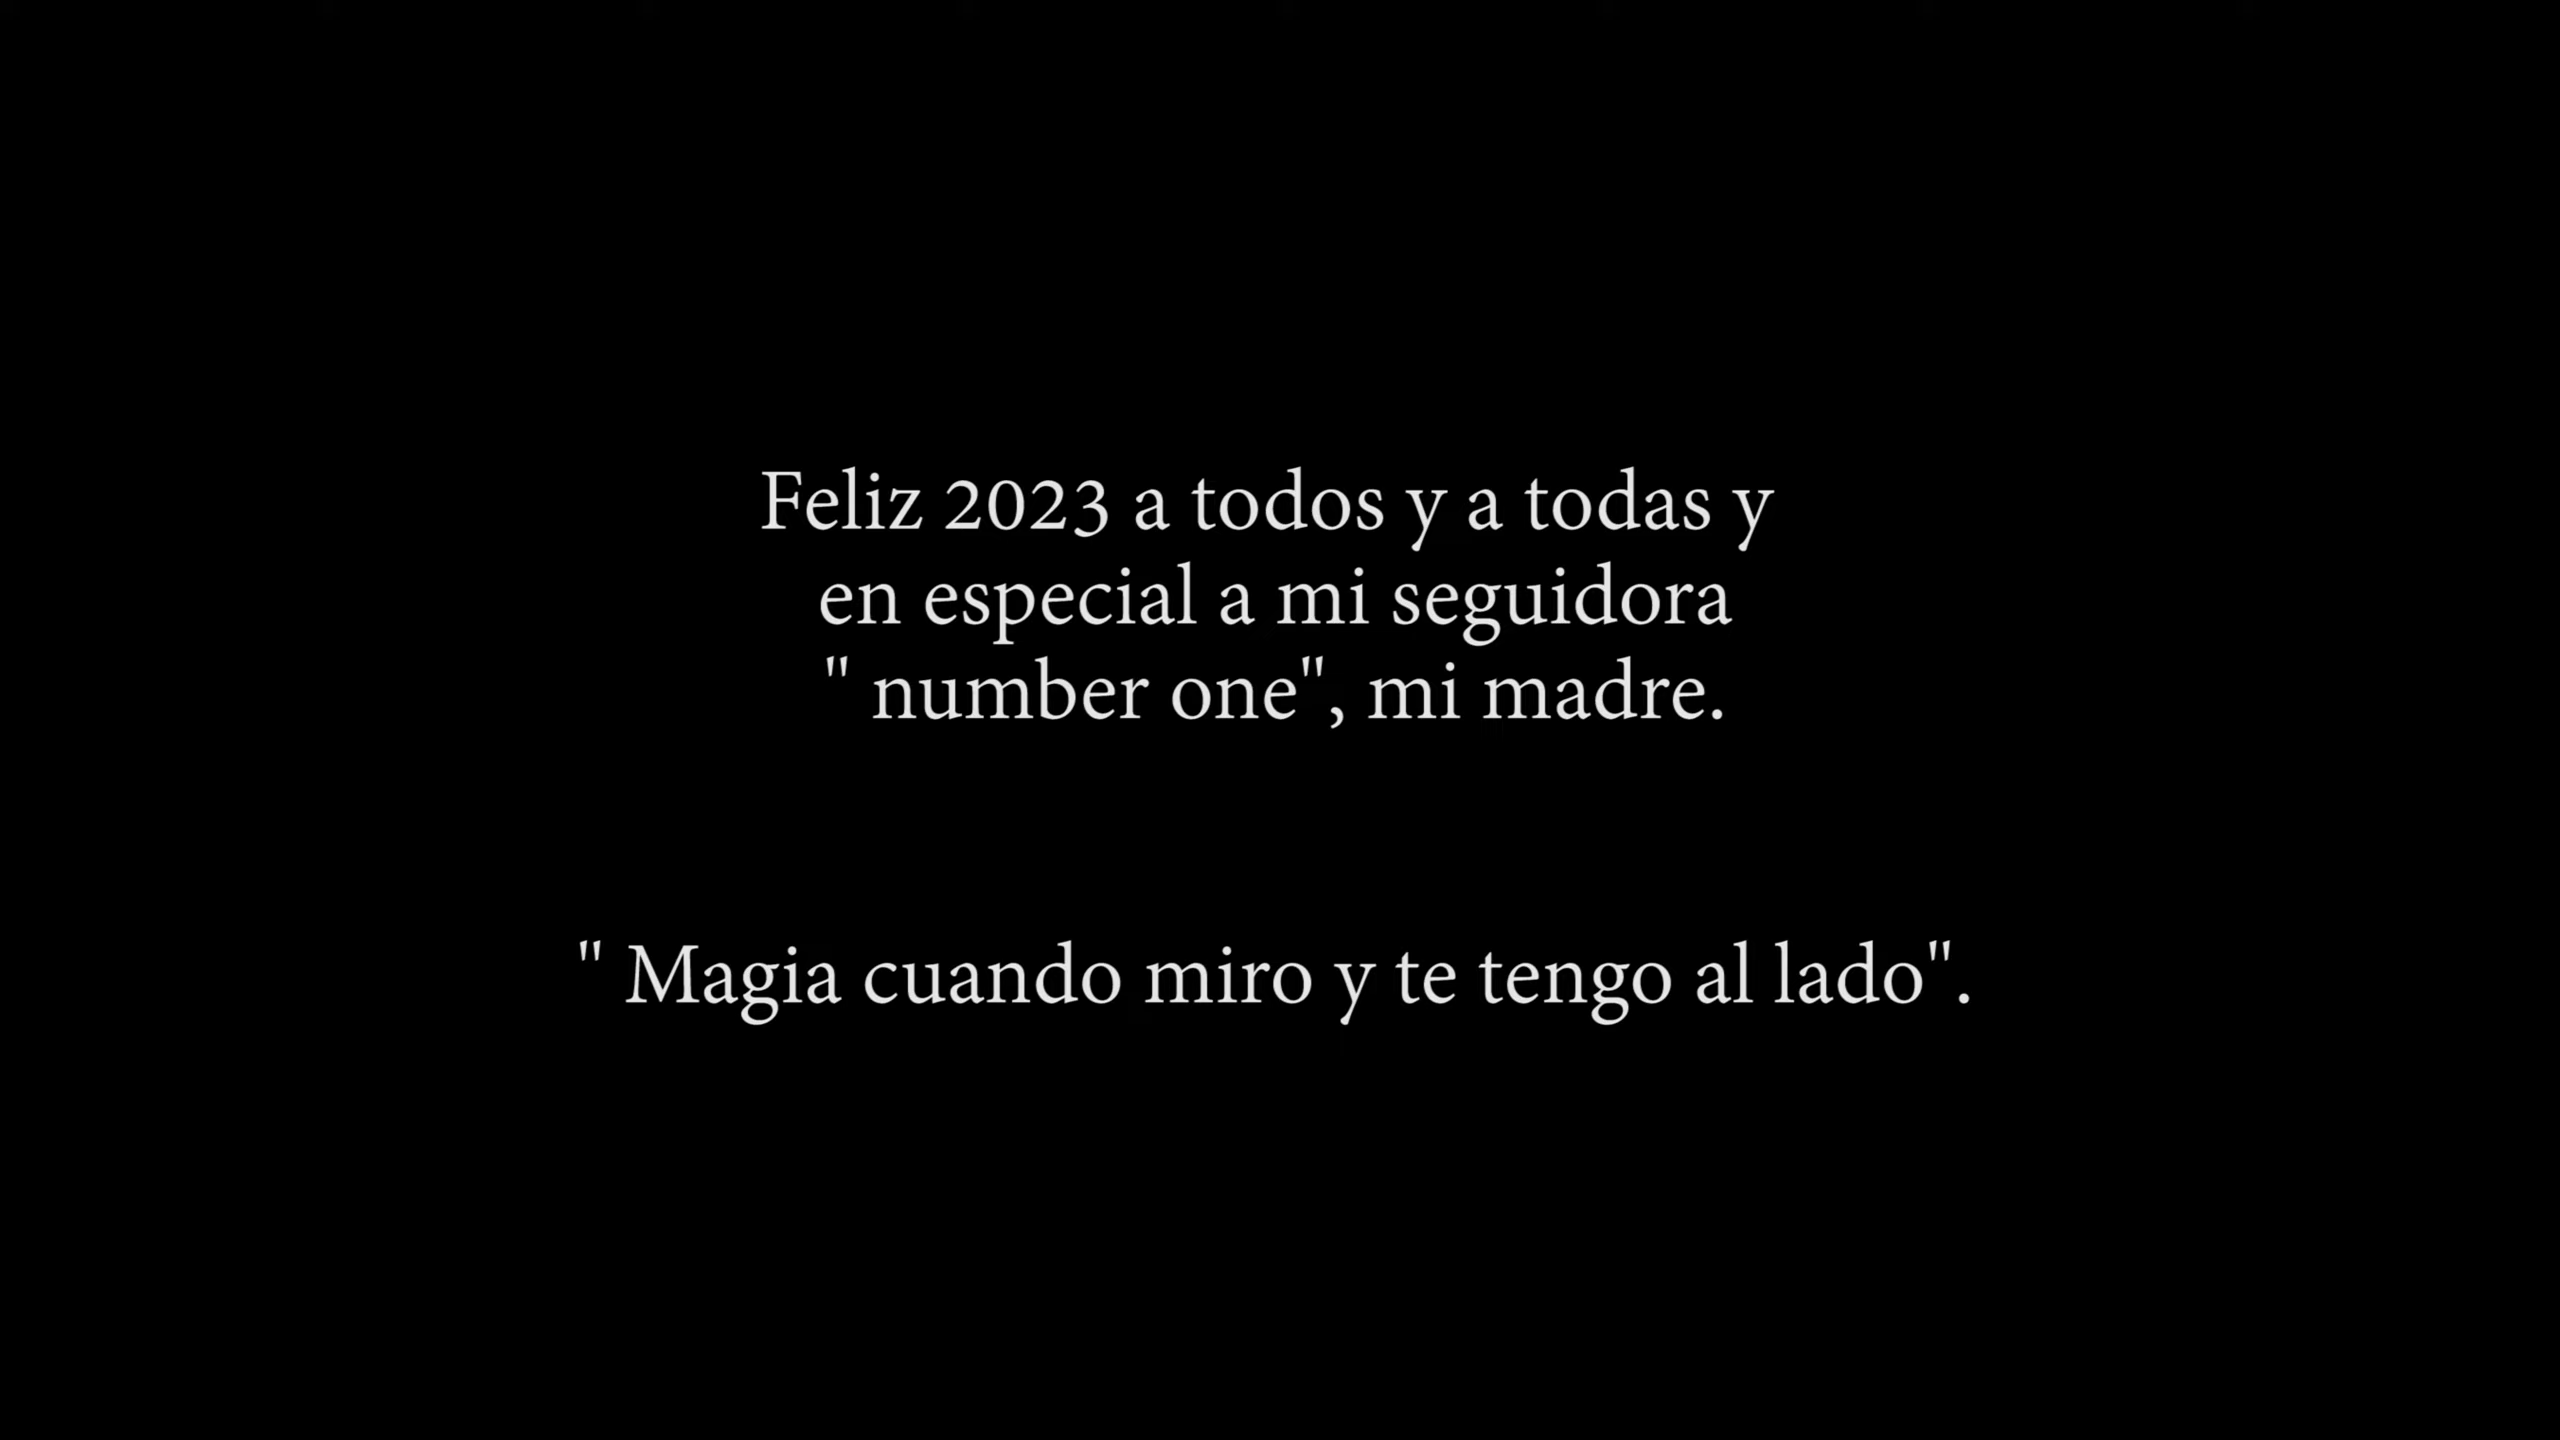 Feliz 2023 a todos y a todas y
en especial a mi seguidora
" number one", mi madre.
" Magia cuando miro y te tengo al lado".